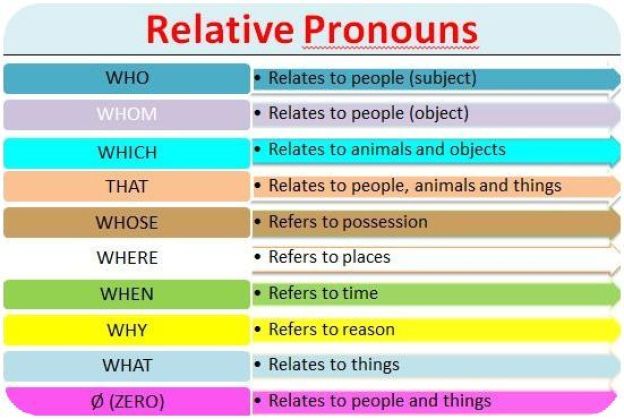 Relative Pronouns
WHO • Relates to people (subject)
WHOM • Relates to people (object)
WHICH • Relates to animals and objects
THAT • Relates to people, animals and things
WHOSE • Refers to possession
WHERE • Refers to places
WHEN • Refers to time
WHY • Refers to reason
WHAT • Relates to things
Ø (ZERO) • Relates to people and things